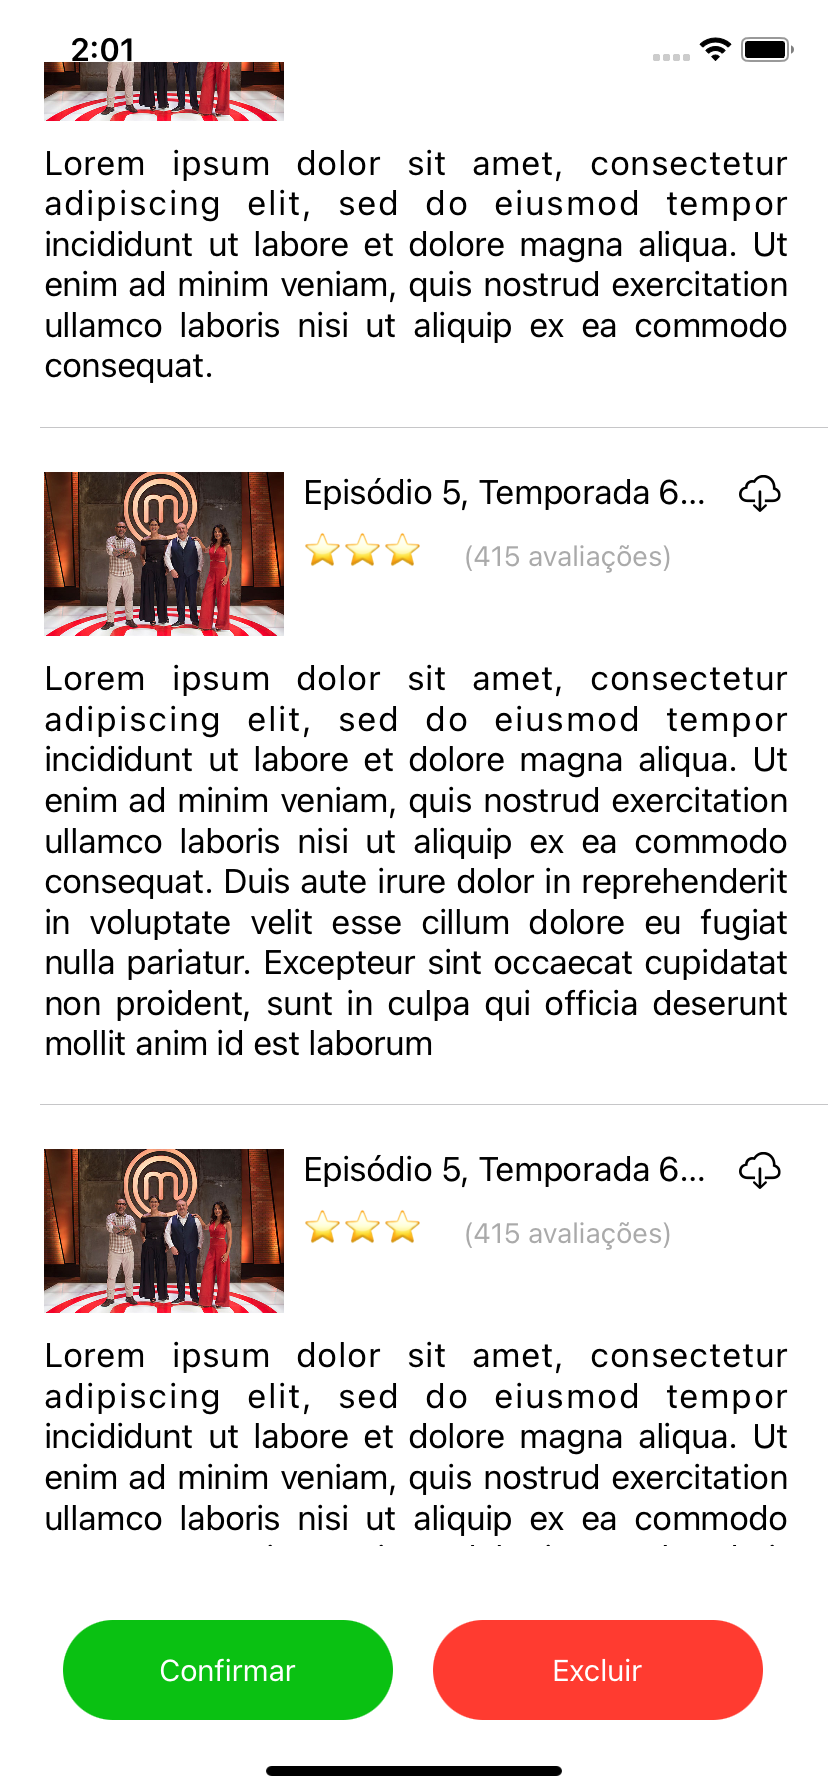 2:01
Lorem ipsum dolor sit amet, consectetur
adipiscing elit, sed do eiusmod tempor
incididunt ut labore et dolore magna aliqua. Ut
enim ad minim veniam, quis nostrud exercitation
ullamco laboris nisi ut aliquip ex ea commodo
consequat.
Episódio 5, Temporada 6...
(415 avaliações)
Lorem ipsum dolor sit amet, consectetur
adipiscing elit, sed do eiusmod tempor
incididunt ut labore et dolore magna aliqua. Ut
enim ad minim veniam, quis nostrud exercitation
ullamco laboris nisi ut aliquip ex ea commodo
consequat. Duis aute irure dolor in reprehenderit
in voluptate velit esse cillum dolore eu fugiat
nulla pariatur. Excepteur sint occaecat cupidatat
non proident, sunt in culpa qui officia deserunt
mollit anim id est laborum
Episódio 5, Temporada 6...
(415 avaliações)
Lorem ipsum dolor sit amet, consectetur
adipiscing elit, sed do eiusmod tempor
incididunt ut labore et dolore magna aliqua. Ut
enim ad minim veniam, quis nostrud exercitation
ullamco laboris nisi ut aliquip ex ea commodo
Confirmar
Excluir